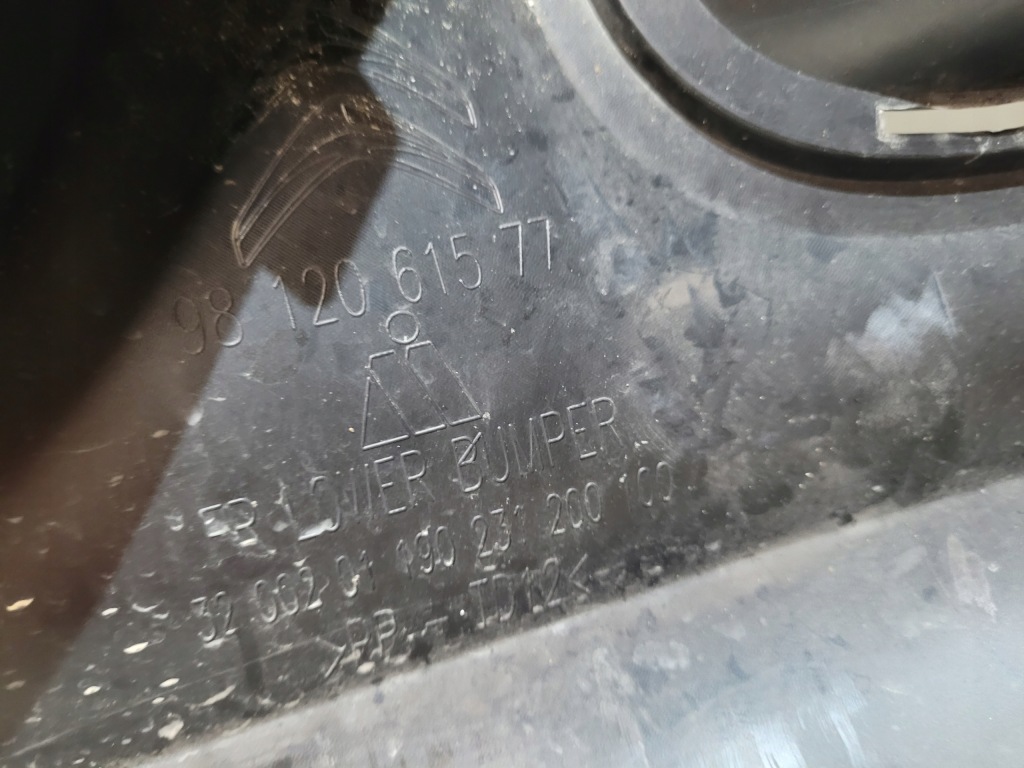 98 120 615 77
FR LOWER BUMPER
32 002 01 190 231 200 100
>PP--TD12<